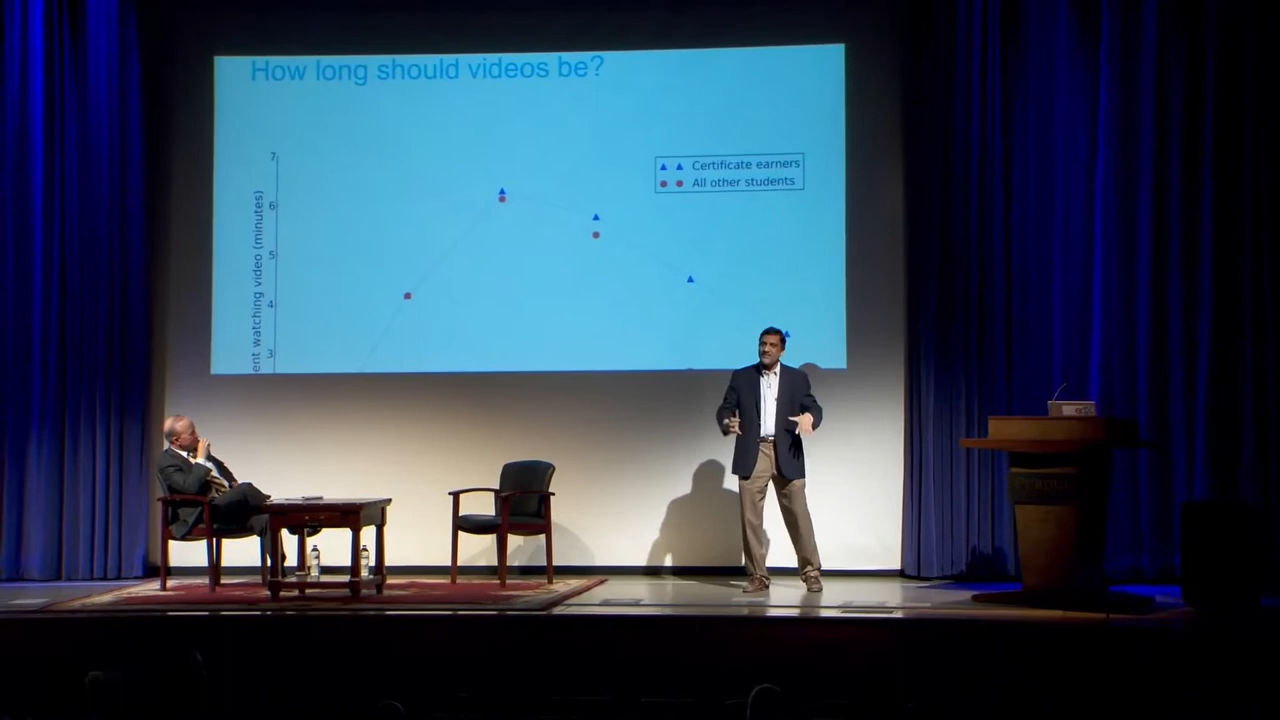 How long should videos be?
7
6
5
4
3
ent watching video (minutes)
Certificate earners
All other students
PURDUE